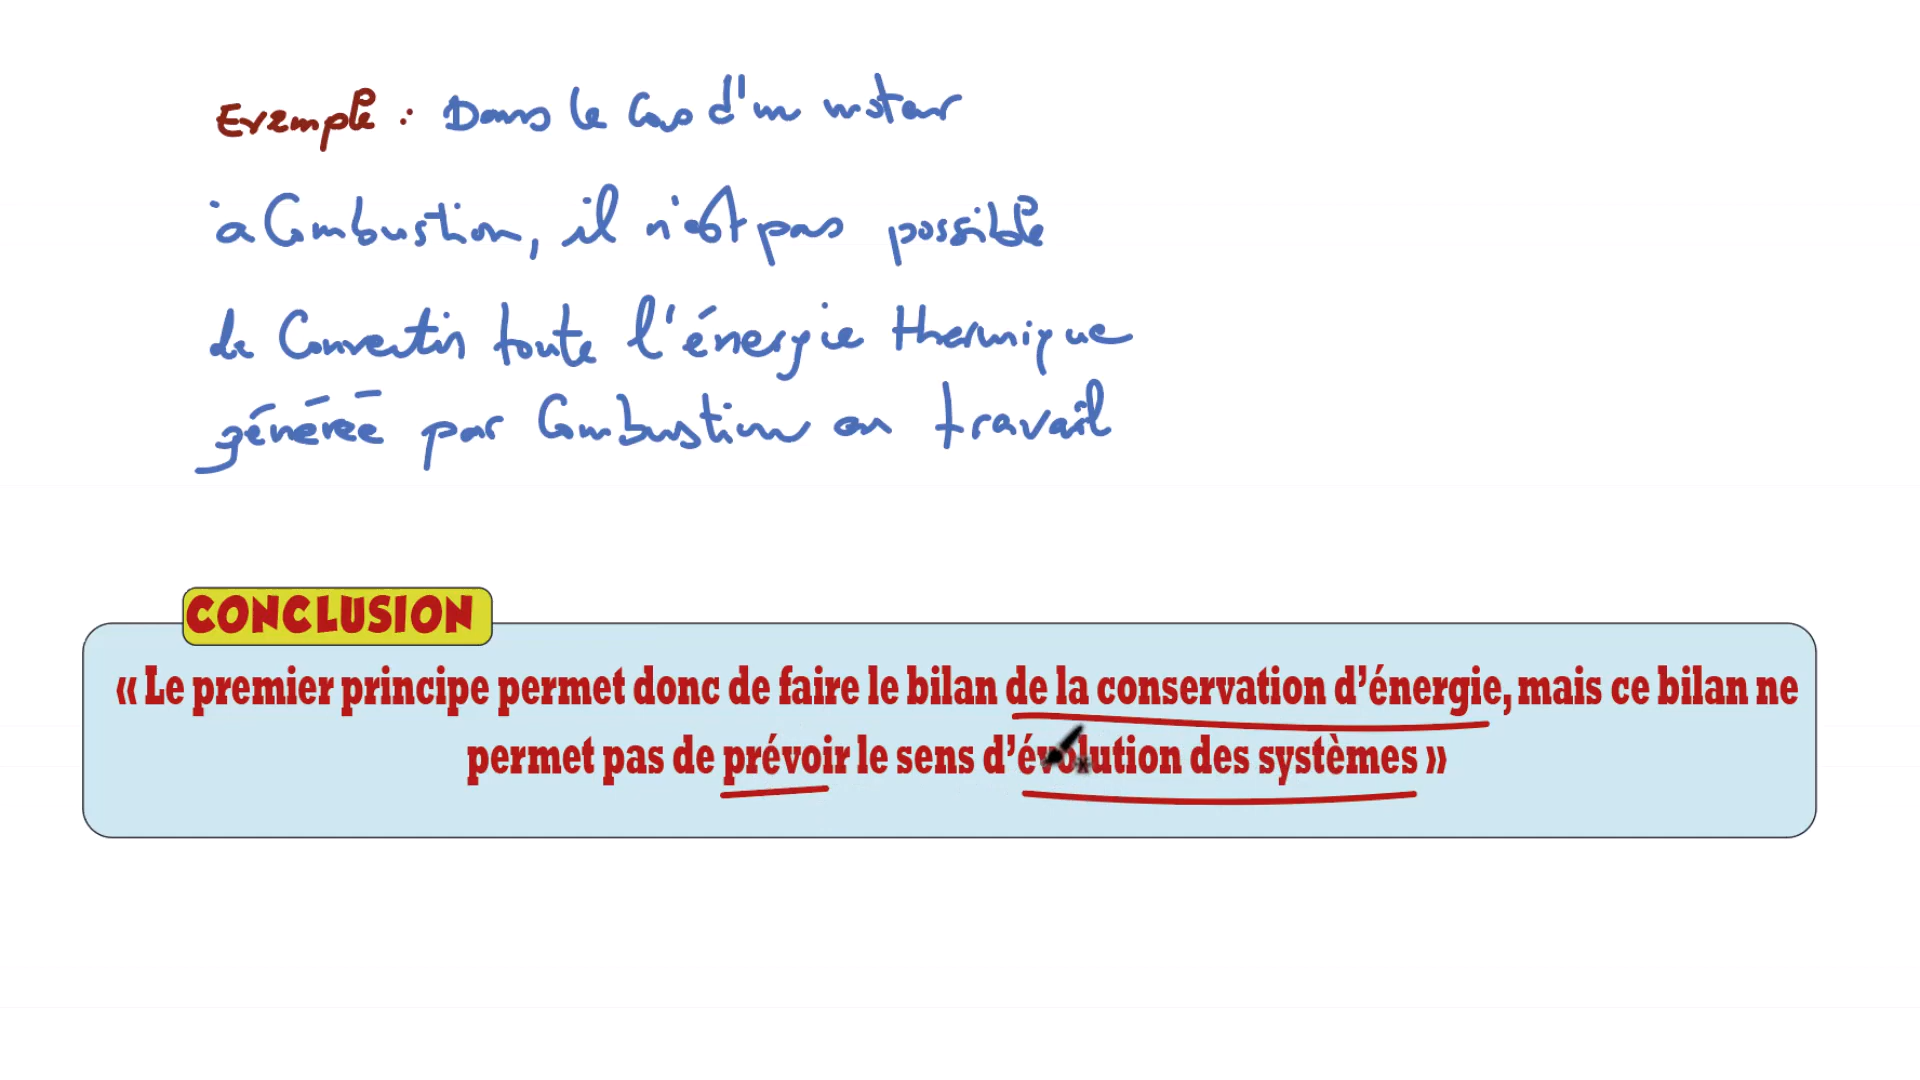 Exemple : Dans le cas d'un moteur
à combustion, il n'est pas possible
de convertir toute l'énergie thermique
générée par combustion en travail
CONCLUSION
« Le premier principe permet donc de faire le bilan de la conservation d'énergie, mais ce bilan ne
permet pas de prévoir le sens d'évolution des systèmes »